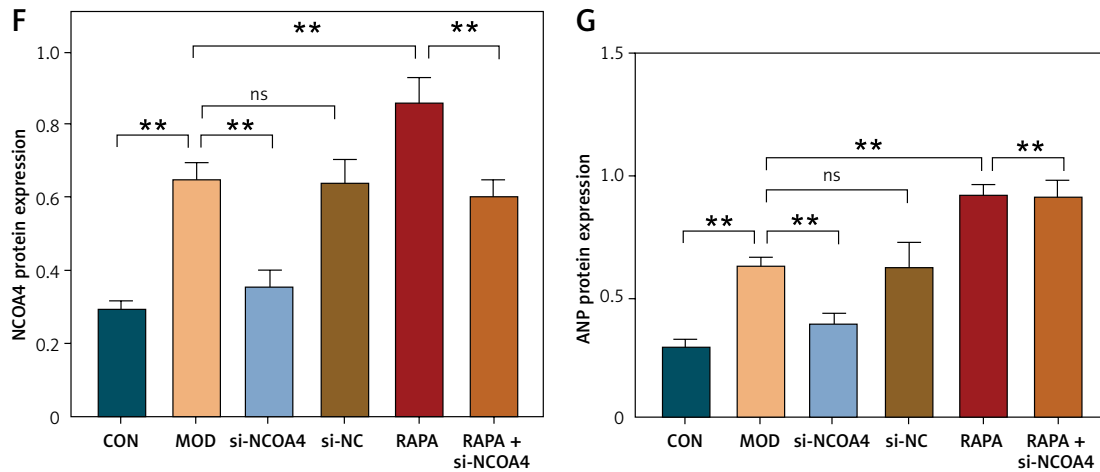 F
NCOA4 protein expression
1.0
0.8
0.6
0.4
0.2
0
**
**
ns
**
**
CON
MOD
si-NCOA4
si-NC
RAPA
RAPA +
si-NCOA4
G
ANP protein expression
1.5
1.0
0.5
0
**
**
ns
**
**
CON
MOD
si-NCOA4
si-NC
RAPA
RAPA +
si-NCOA4